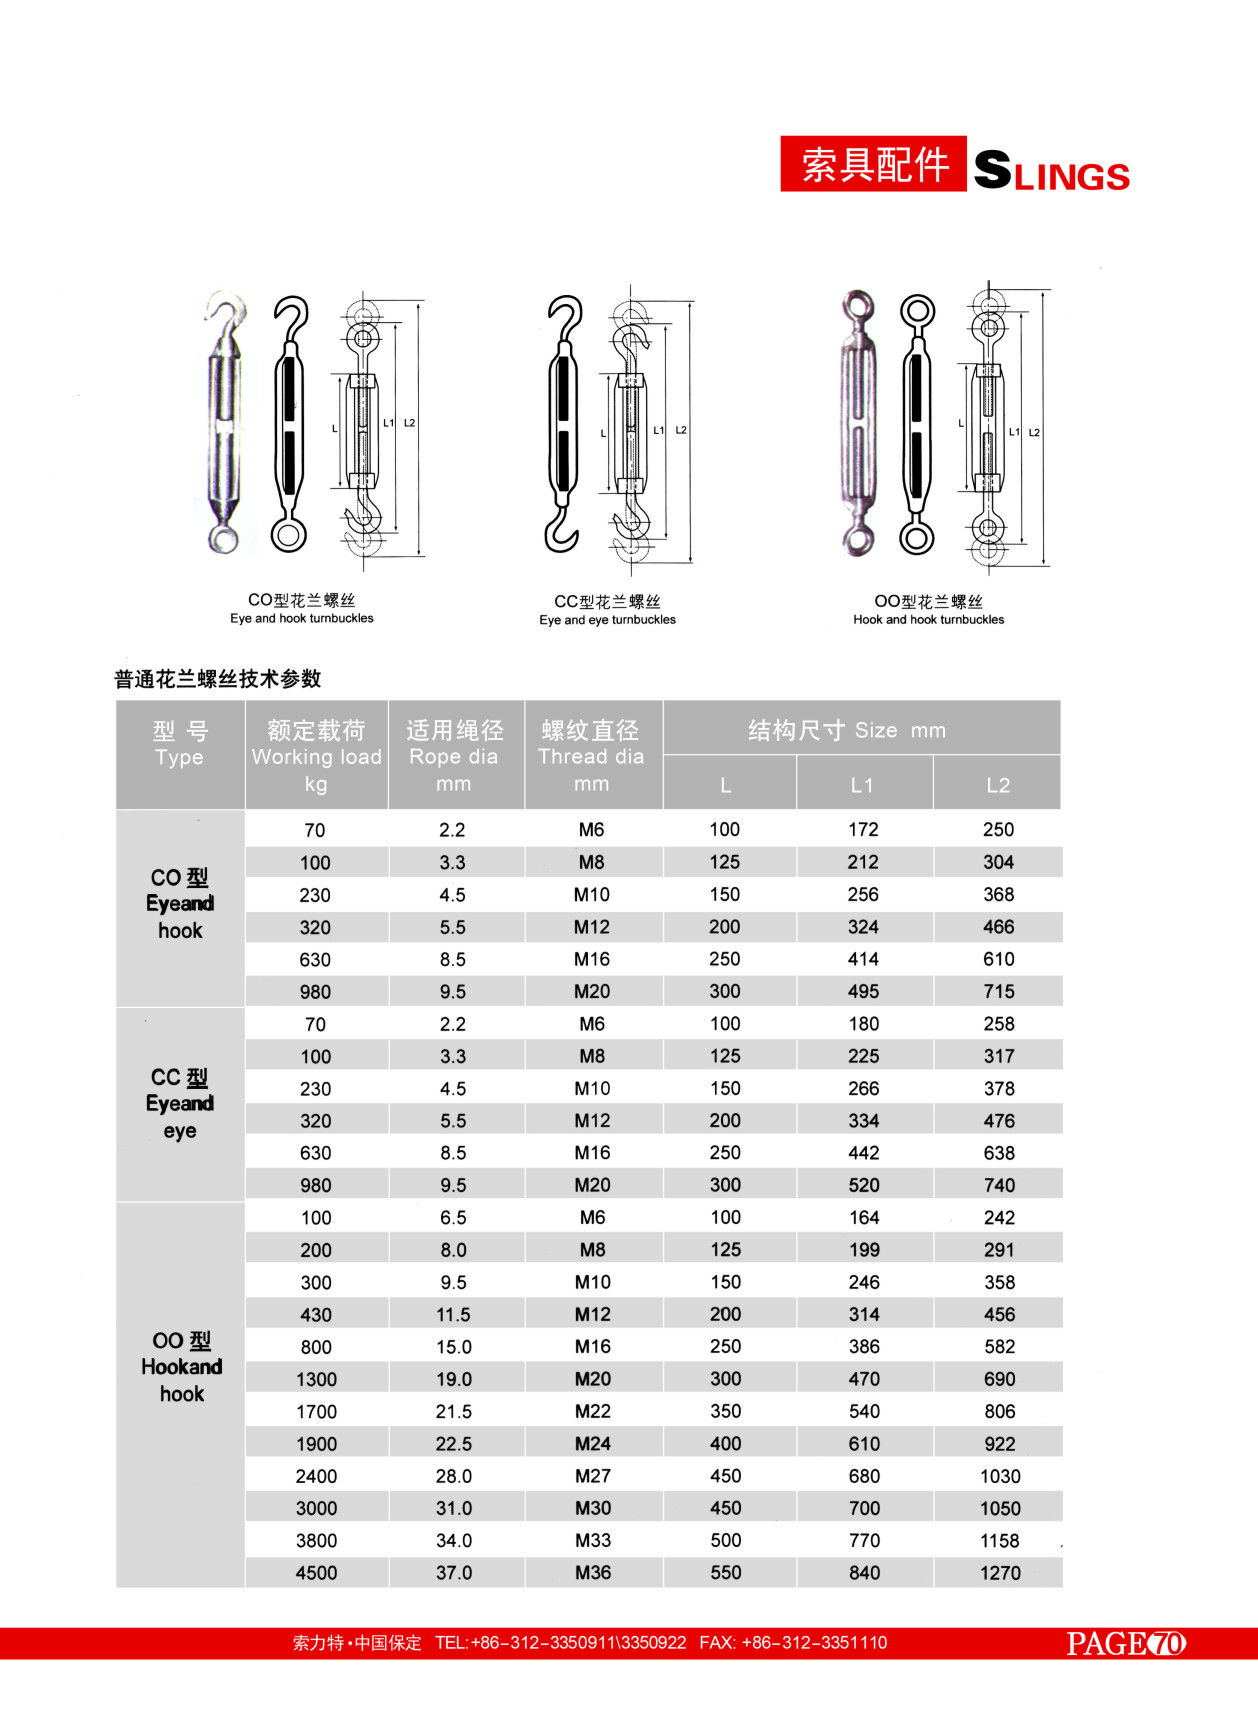 索具配件 SLINGS
L L1 L2
L L1 L2
L L1 L2
CO型花兰螺丝
Eye and hook turnbuckles
CC型花兰螺丝
Eye and eye turnbuckles
OO型花兰螺丝
Hook and hook turnbuckles
普通花兰螺丝技术参数
型 号 额定载荷 适用绳径 螺纹直径 结构尺寸 Size mm
Type Working load Rope dia Thread dia
kg mm mm L L1 L2
CO 型
Eyeand
hook
70 2.2 M6 100 172 250
100 3.3 M8 125 212 304
230 4.5 M10 150 256 368
320 5.5 M12 200 324 466
630 8.5 M16 250 414 610
980 9.5 M20 300 495 715
CC 型
Eyeand
eye
70 2.2 M6 100 180 258
100 3.3 M8 125 225 317
230 4.5 M10 150 266 378
320 5.5 M12 200 334 476
630 8.5 M16 250 442 638
980 9.5 M20 300 520 740
OO 型
Hookand
hook
100 6.5 M6 100 164 242
200 8.0 M8 125 199 291
300 9.5 M10 150 246 358
430 11.5 M12 200 314 456
800 15.0 M16 250 386 582
1300 19.0 M20 300 470 690
1700 21.5 M22 350 540 806
1900 22.5 M24 400 610 922
2400 28.0 M27 450 680 1030
3000 31.0 M30 450 700 1050
3800 34.0 M33 500 770 1158
4500 37.0 M36 550 840 1270
索力特·中国保定 TEL:+86-312-3350911\3350922 FAX: +86-312-3351110 PAGE 70